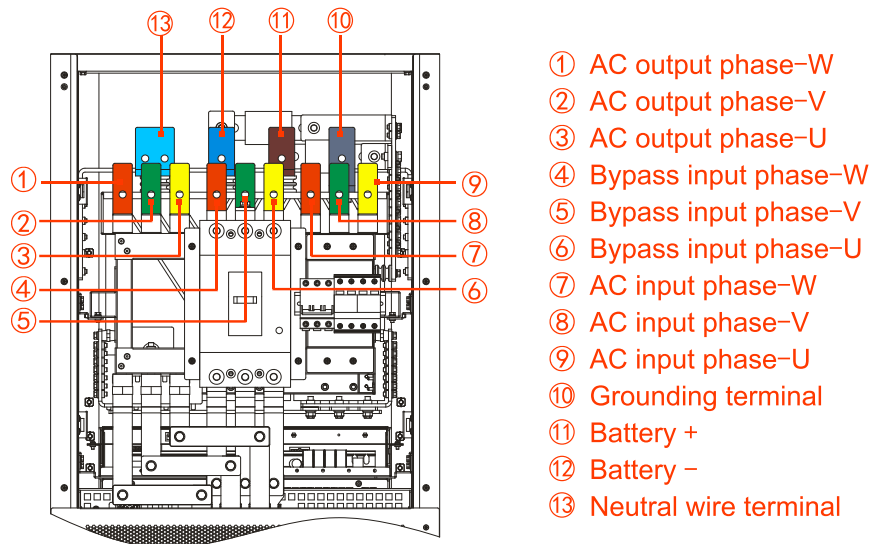 ⑬ ⑫ ⑪ ⑩
①
②
③
④
⑤
⑨
⑧
⑦
⑥
① AC output phase-W
② AC output phase-V
③ AC output phase-U
④ Bypass input phase-W
⑤ Bypass input phase-V
⑥ Bypass input phase-U
⑦ AC input phase-W
⑧ AC input phase-V
⑨ AC input phase-U
⑩ Grounding terminal
⑪ Battery +
⑫ Battery -
⑬ Neutral wire terminal